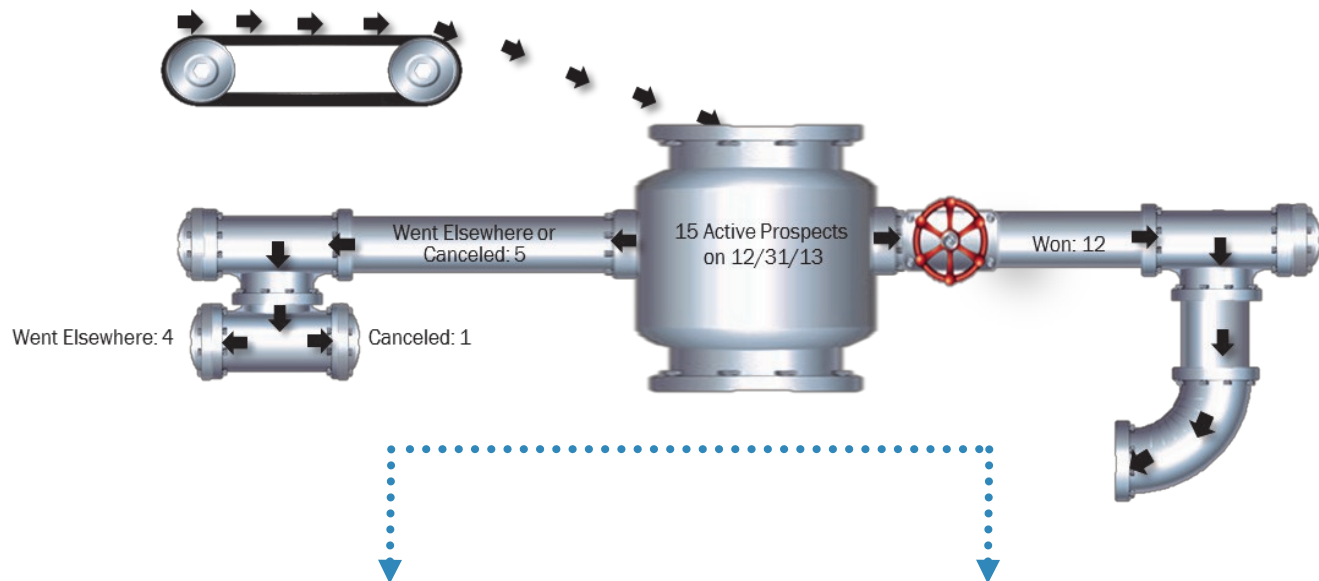 Went Elsewhere or
Canceled: 5
15 Active Prospects
on 12/31/13
Won: 12
Went Elsewhere: 4
Canceled: 1